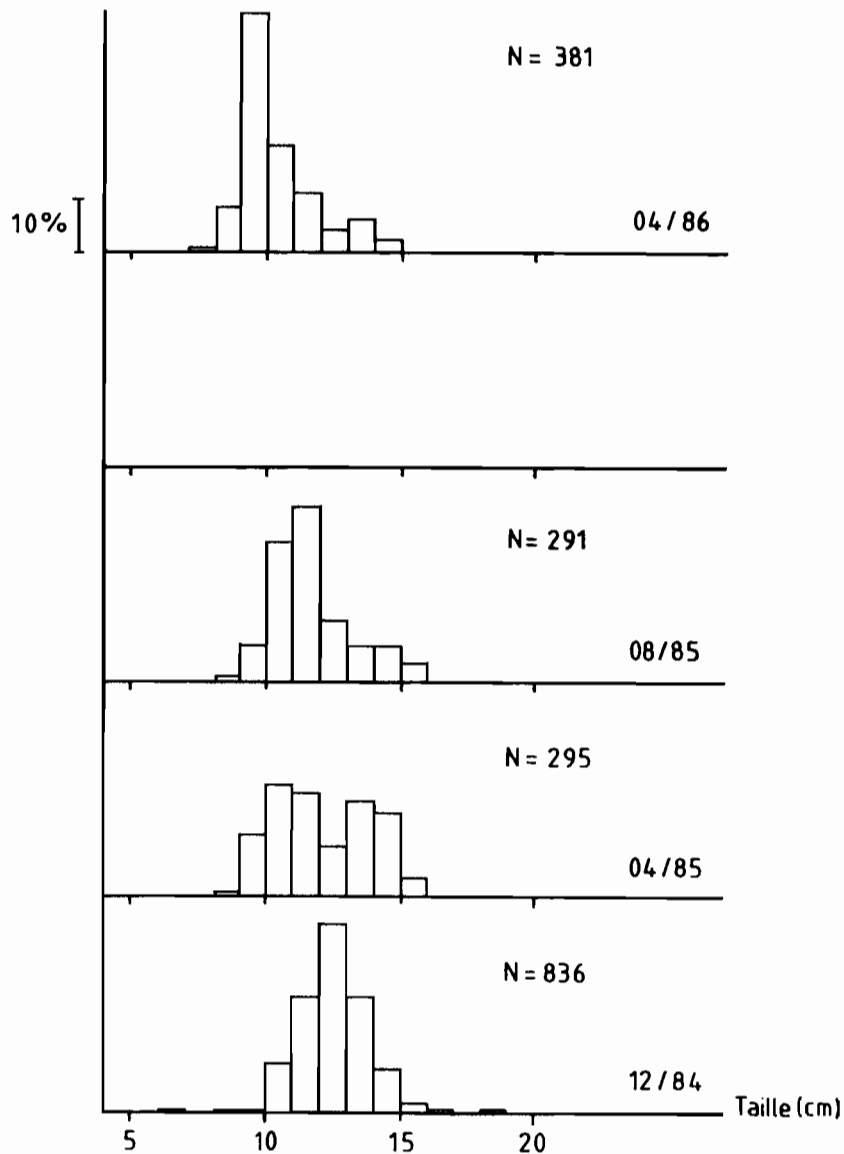 N = 381
10%
04/86
N = 291
08/85
N = 295
04/85
N = 836
12/84
Taille (cm)
5 10 15 20